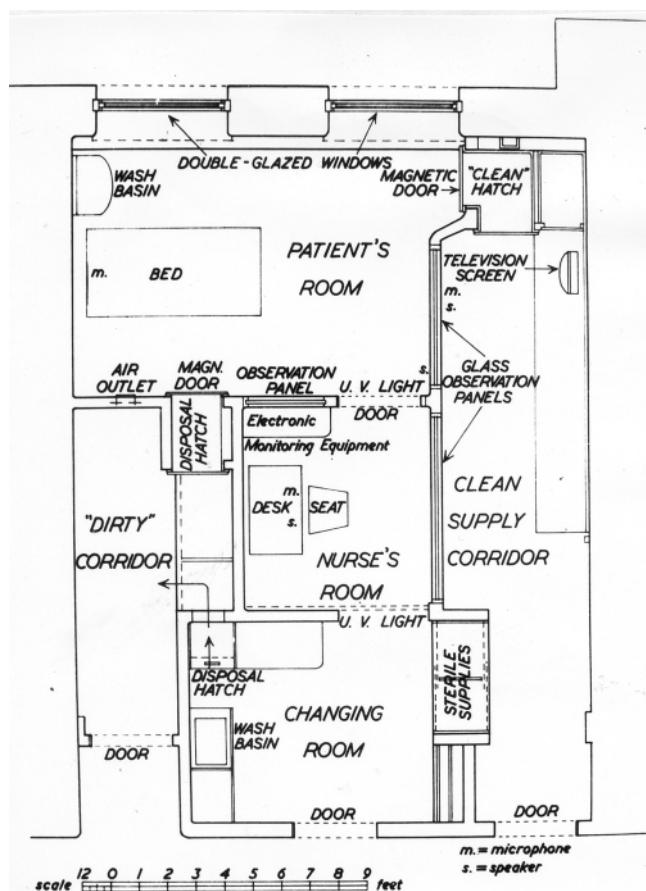 DOUBLE-GLAZED WINDOWS
WASH
BASIN
MAGNETIC
DOOR
"CLEAN"
HATCH
PATIENT'S
ROOM
m.
BED
TELEVISION
SCREEN
m.
s.
AIR
OUTLET
MAGN.
DOOR
OBSERVATION
PANEL
U.V. LIGHT
s.
DOOR
GLASS
OBSERVATION
PANELS
DISPOSAL
HATCH
Electronic
Monitoring Equipment
m.
DESK
s.
SEAT
"DIRTY"
CORRIDOR
CLEAN
SUPPLY
CORRIDOR
NURSE'S
ROOM
U.V. LIGHT
DISPOSAL
HATCH
STERILE
SUPPLIES
CHANGING
ROOM
WASH
BASIN
DOOR
DOOR
DOOR
m. = microphone
s. = speaker
scale 12 0 1 2 3 4 5 6 7 8 9 feet